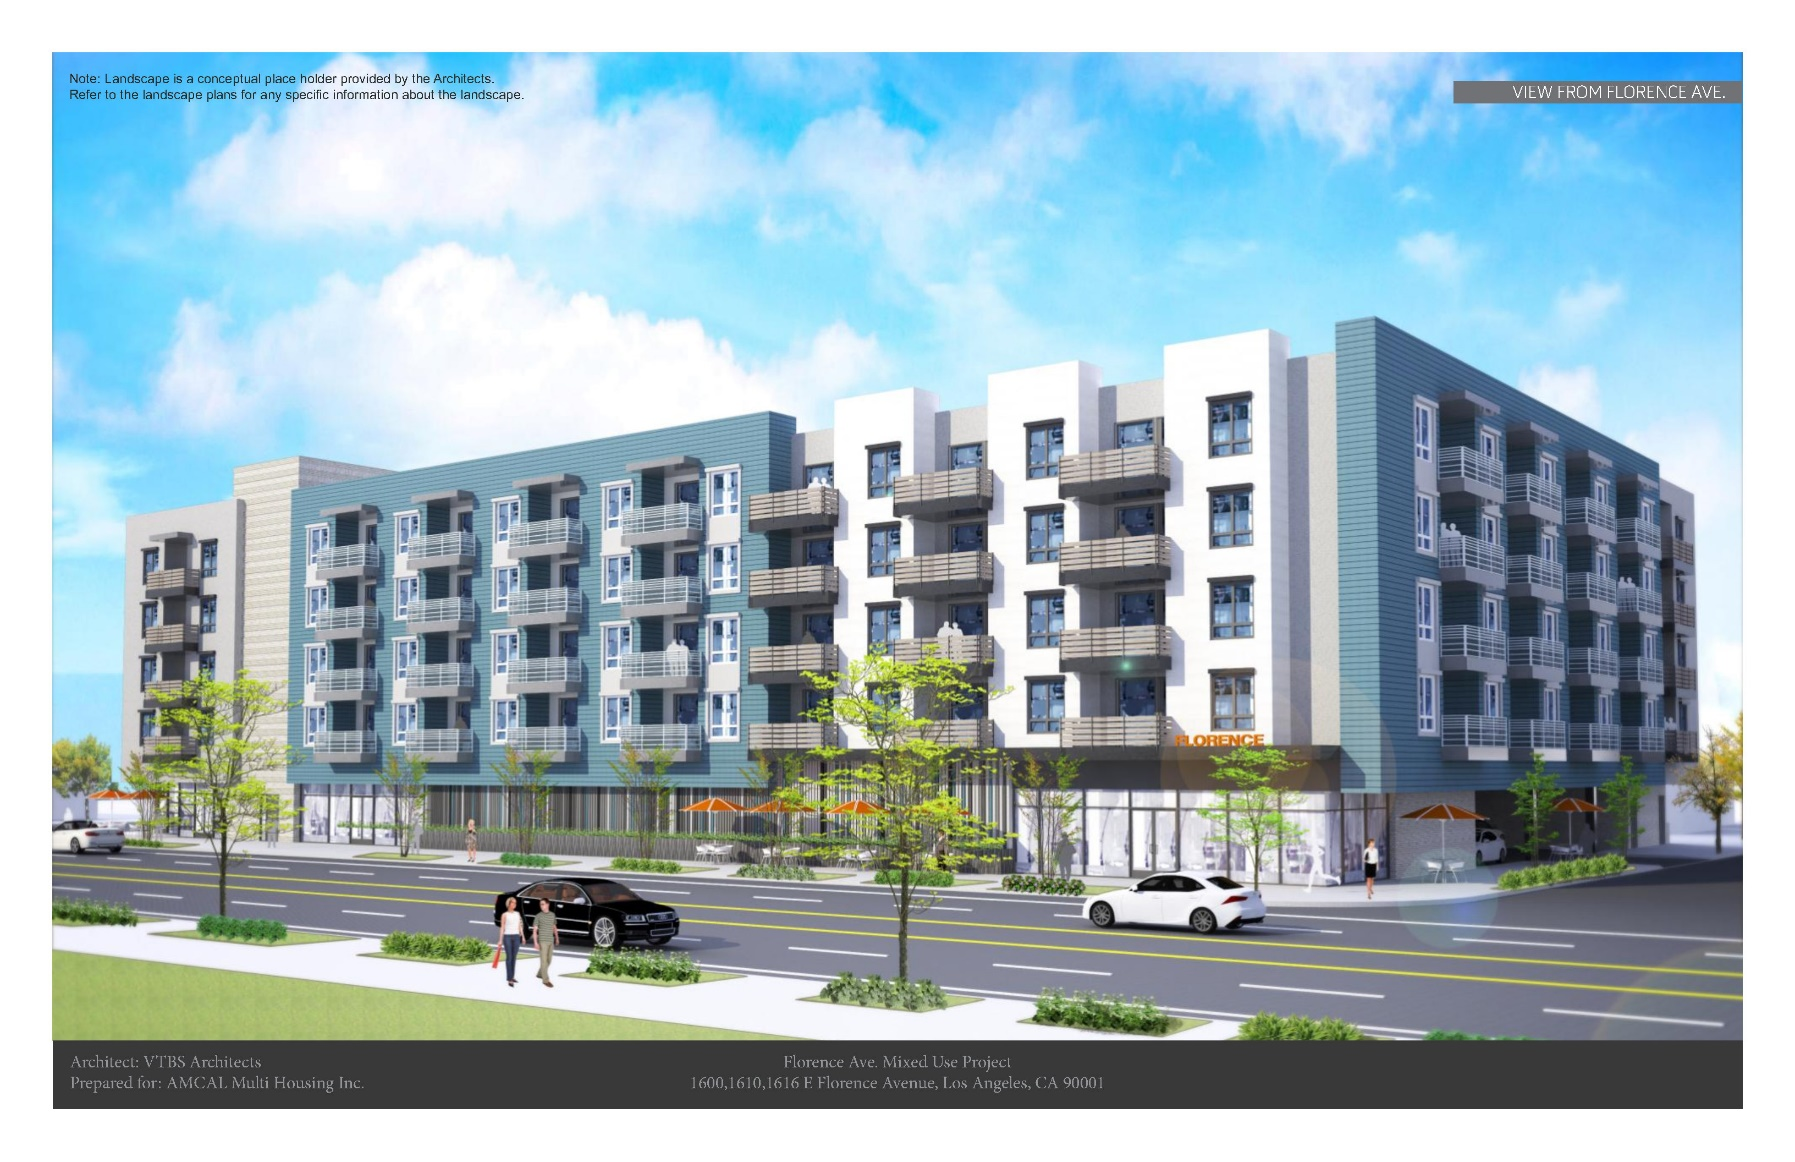 Note: Landscape is a conceptual place holder provided by the Architects.
Refer to the landscape plans for any specific information about the landscape.
VIEW FROM FLORENCE AVE.
FLORENCE
Architect: VTBS Architects
Prepared for: AMCAL Multi Housing Inc.
Florence Ave. Mixed Use Project
1600,1610,1616 E Florence Avenue, Los Angeles, CA 90001